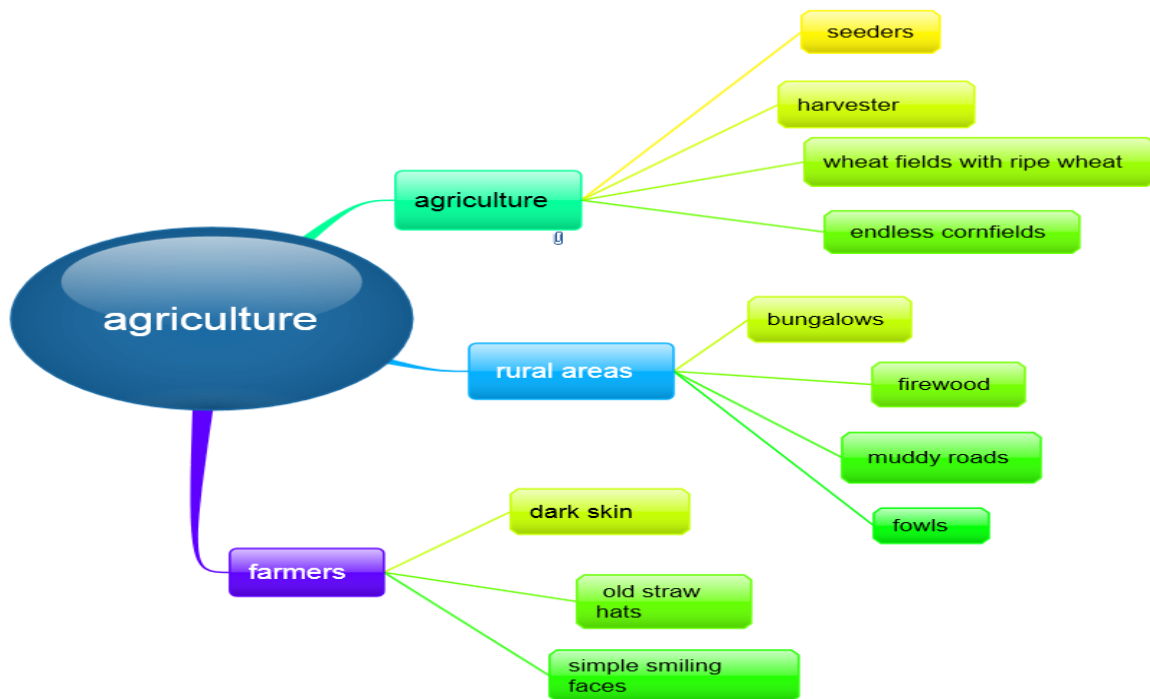 agriculture
agriculture
seeders
harvester
wheat fields with ripe wheat
endless cornfields
rural areas
bungalows
firewood
muddy roads
fowls
farmers
dark skin
old straw
hats
simple smiling
faces